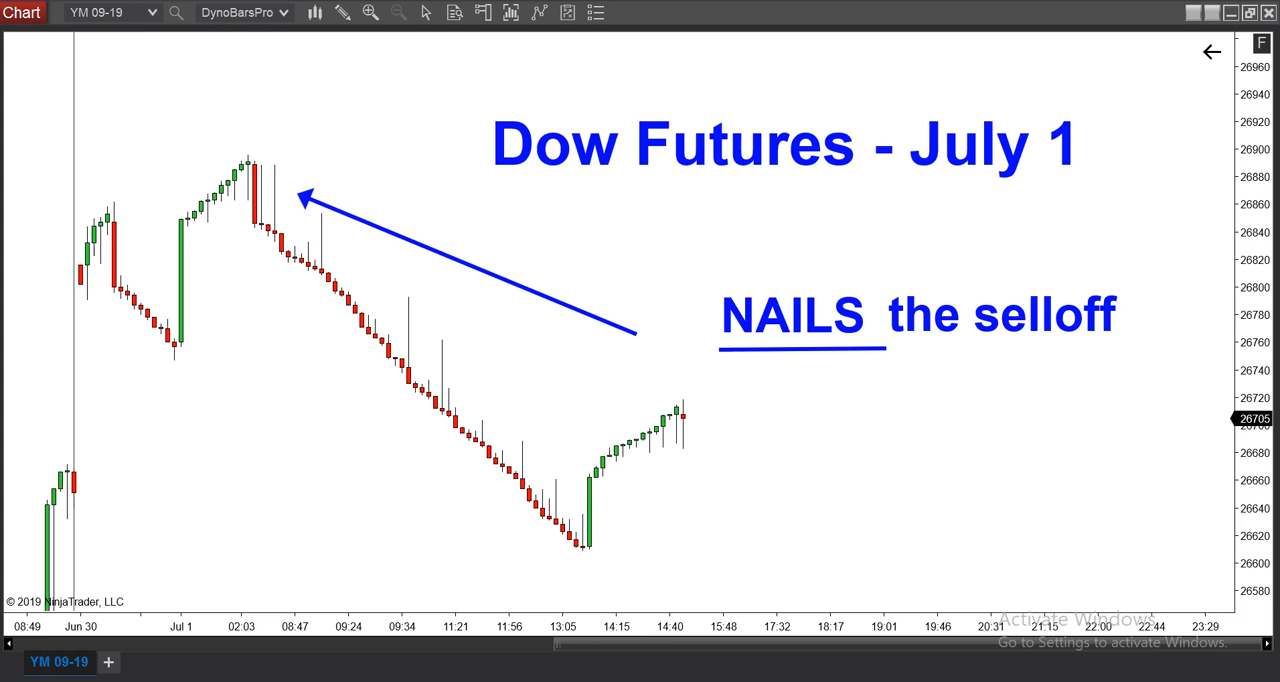 Chart YM 09-19 DynoBarsPro
F
Dow Futures - July 1
NAILS the selloff
26960
26940
26920
26900
26880
26860
26840
26820
26800
26780
26760
26740
26720
26705
26700
26680
26660
26640
26620
26600
26580
© 2019 NinjaTrader, LLC
08:49 Jun 30 Jul 1 02:03 08:47 09:24 09:34 11:21 11:56 13:05 14:15 14:40 15:48 17:32 18:17 19:01 19:46 20:31 21:15 22:00 22:44 23:29
Activate Windows
Go to Settings to activate Windows.
YM 09-19 +